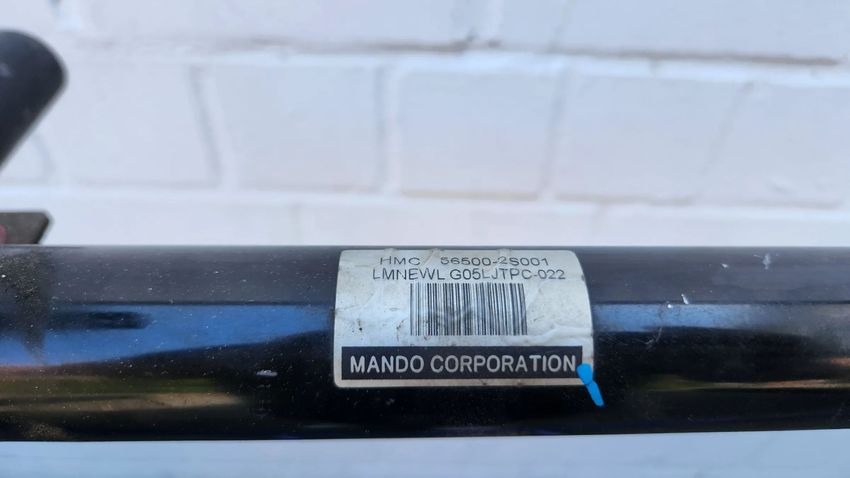 HMC 56500-2S001
LMNEWL G05LJTPC-022
MANDO CORPORATION